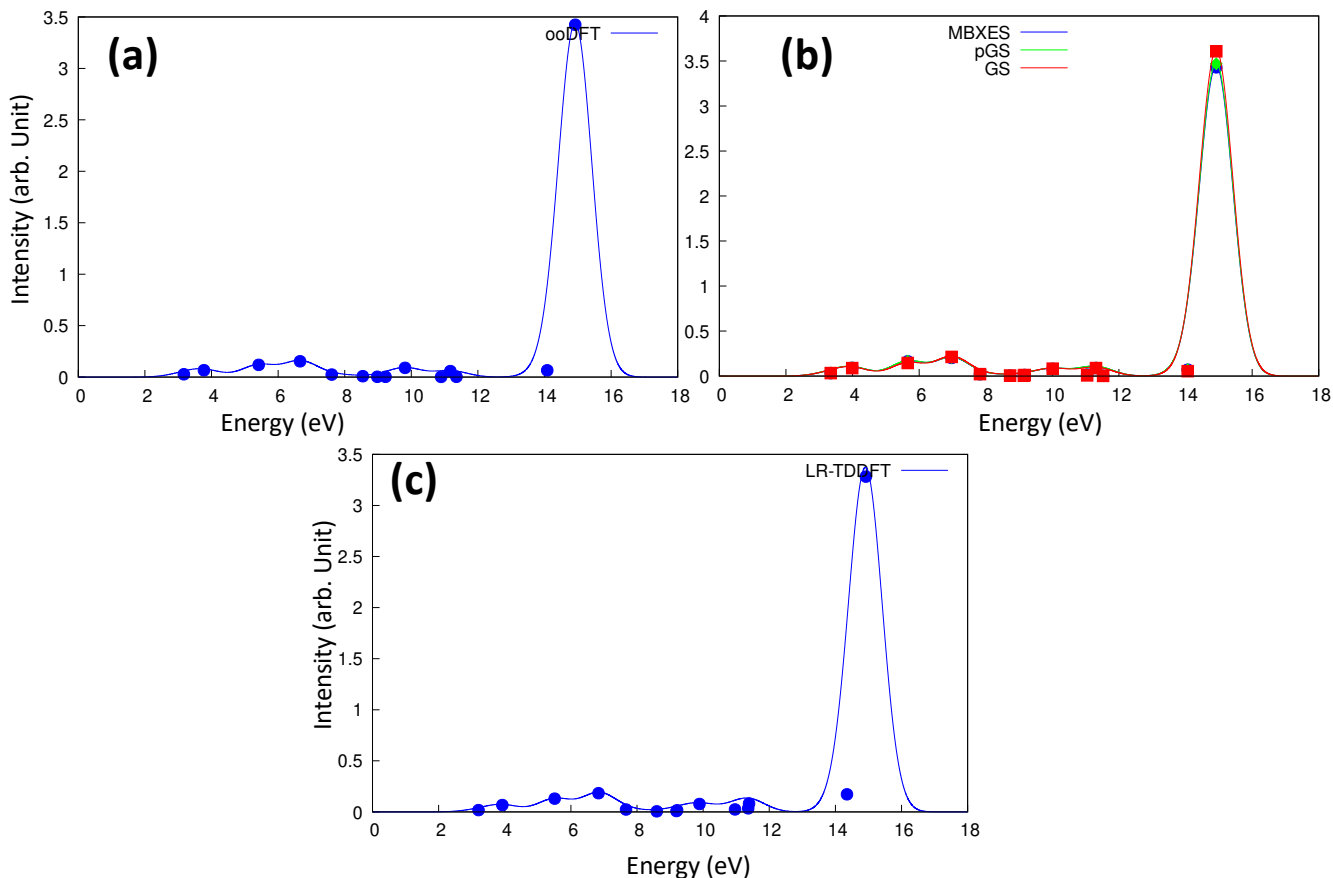 (a)
ooDFT
3.5
3
2.5
2
1.5
1
0.5
0
0 2 4 6 8 10 12 14 16 18
Intensity (arb. Unit)
Energy (eV)
(b)
MBXES
pGS
GS
4
3.5
3
2.5
2
1.5
1
0.5
0
0 2 4 6 8 10 12 14 16 18
Energy (eV)
(c)
LR-TDDFT
3.5
3
2.5
2
1.5
1
0.5
0
0 2 4 6 8 10 12 14 16 18
Intensity (arb. Unit)
Energy (eV)